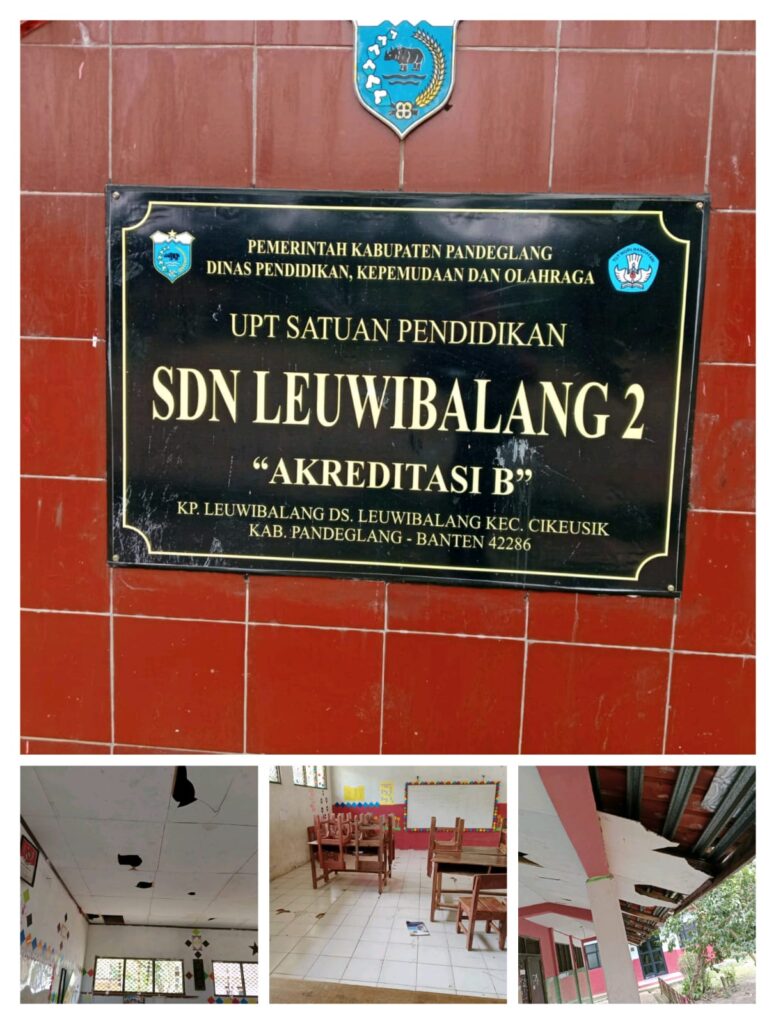 PEMERINTAH KABUPATEN PANDEGLANG
DINAS PENDIDIKAN, KEPEMUDAAN DAN OLAHRAGA
UPT SATUAN PENDIDIKAN
SDN LEUWIBALANG 2
“AKREDITASI B”
KP. LEUWIBALANG DS. LEUWIBALANG KEC. CIKEUSIK
KAB. PANDEGLANG - BANTEN 42286